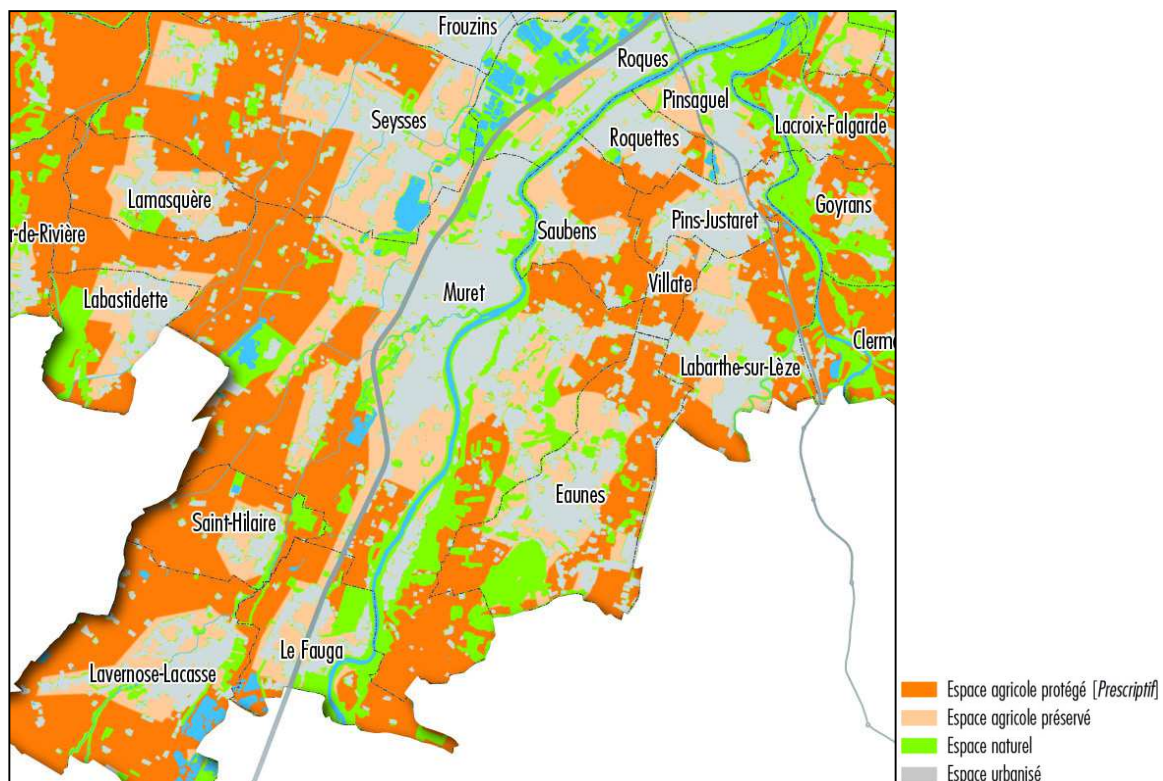 Frouzins
Roques
Seysses
Pinsaguel
Lacroix-Falgarde
Roquettes
Lamasquère
Goyrans
r-de-Rivière
Saubens
Pins-Justaret
Villate
Labastidette
Muret
Clerm
Labarthe-sur-Lèze
Eaunes
Saint-Hilaire
Le Fauga
Lavernose-Lacasse
Espace agricole protégé [Prescriptif]
Espace agricole préservé
Espace naturel
Espace urbanisé